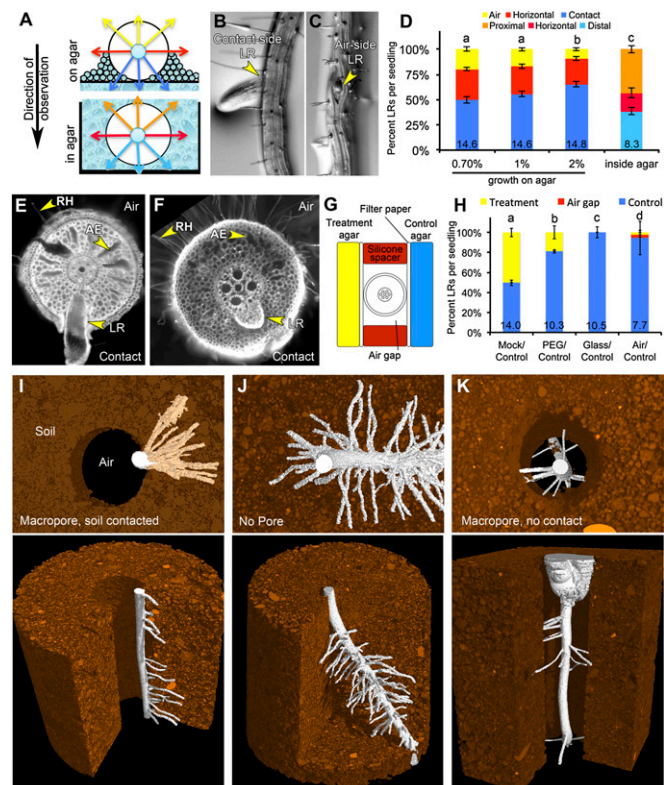 A
Direction of
observation
on agar
in agar
B
Contact-side
LR
C
Air-side
LR
D
Air
Horizontal
Contact
Proximal
Horizontal
Distal
Percent LRs per seedling
100%
75%
50%
25%
0%
a
a
b
c
14.6
14.6
14.8
8.3
0.70%
1%
2%
inside agar
growth on agar
E
RH
Air
AE
LR
Contact
F
RH
AE
Air
LR
Contact
G
Filter paper
Treatment
agar
Control
agar
Silicone
spacer
Air gap
H
Treatment
Air gap
Control
Percent LRs per seedling
100%
75%
50%
25%
0%
a
b
c
d
14.0
10.3
10.5
7.7
Mock/
Control
PEG/
Control
Glass/
Control
Air/
Control
I
Soil
Air
Macropore, soil contacted
J
No Pore
K
Macropore, no contact